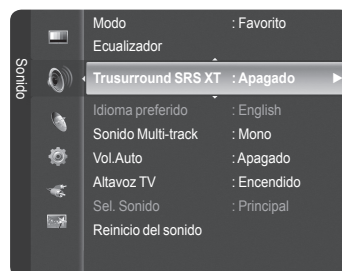 Sonido
Modo : Favorito
Ecualizador
Trusurround SRS XT : Apagado
Idioma preferido : English
Sonido Multi-track : Mono
Vol.Auto :Apagado
Altavoz TV : Encendido
Sel. Sonido : Principal
Reinicio del sonido